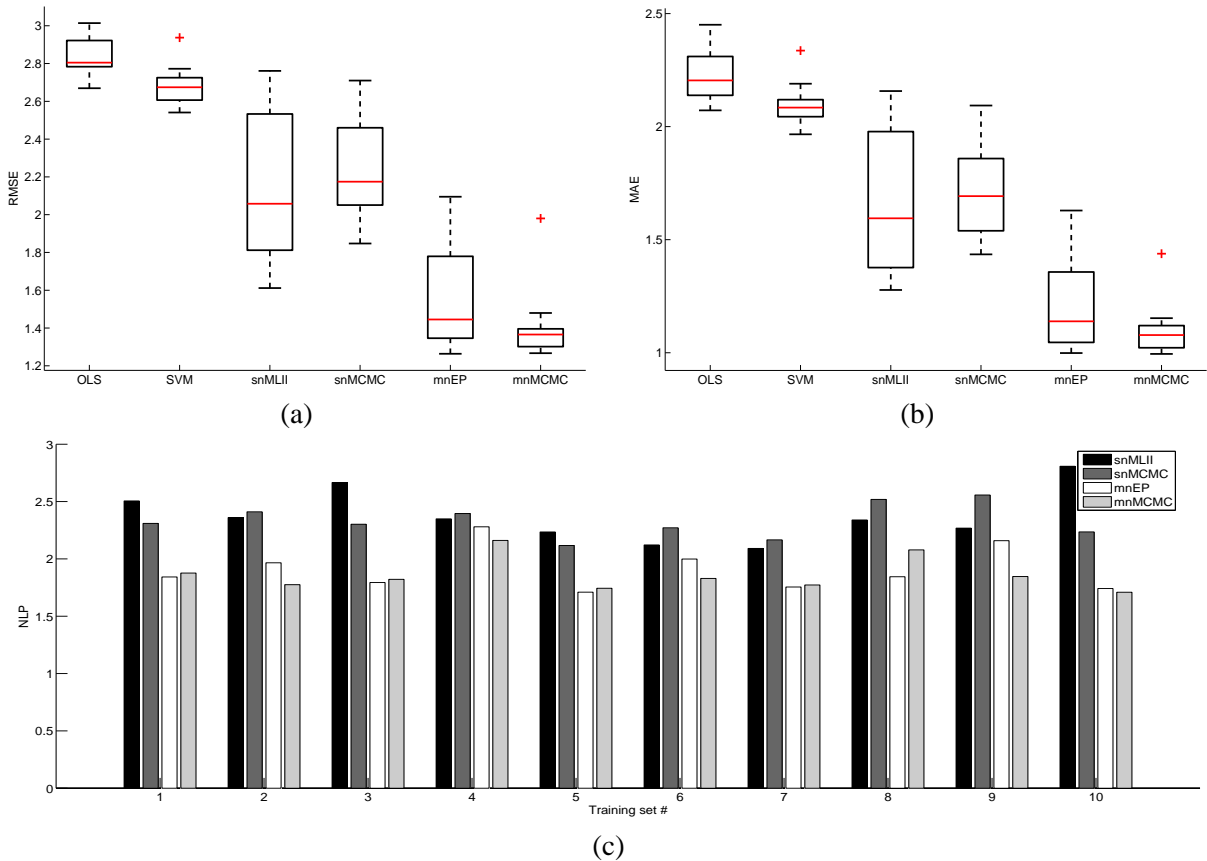 3
2.8
2.6
2.4
2.2
2
1.8
1.6
1.4
1.2
RMSE
OLS SVM snMLII snMCMC mnEP mnMCMC
(a)
2.5
2
1.5
1
MAE
OLS SVM snMLII snMCMC mnEP mnMCMC
(b)
3
2.5
2
1.5
1
0.5
0
NLP
snMLII
snMCMC
mnEP
mnMCMC
1 2 3 4 5 6 7 8 9 10
Training set #
(c)